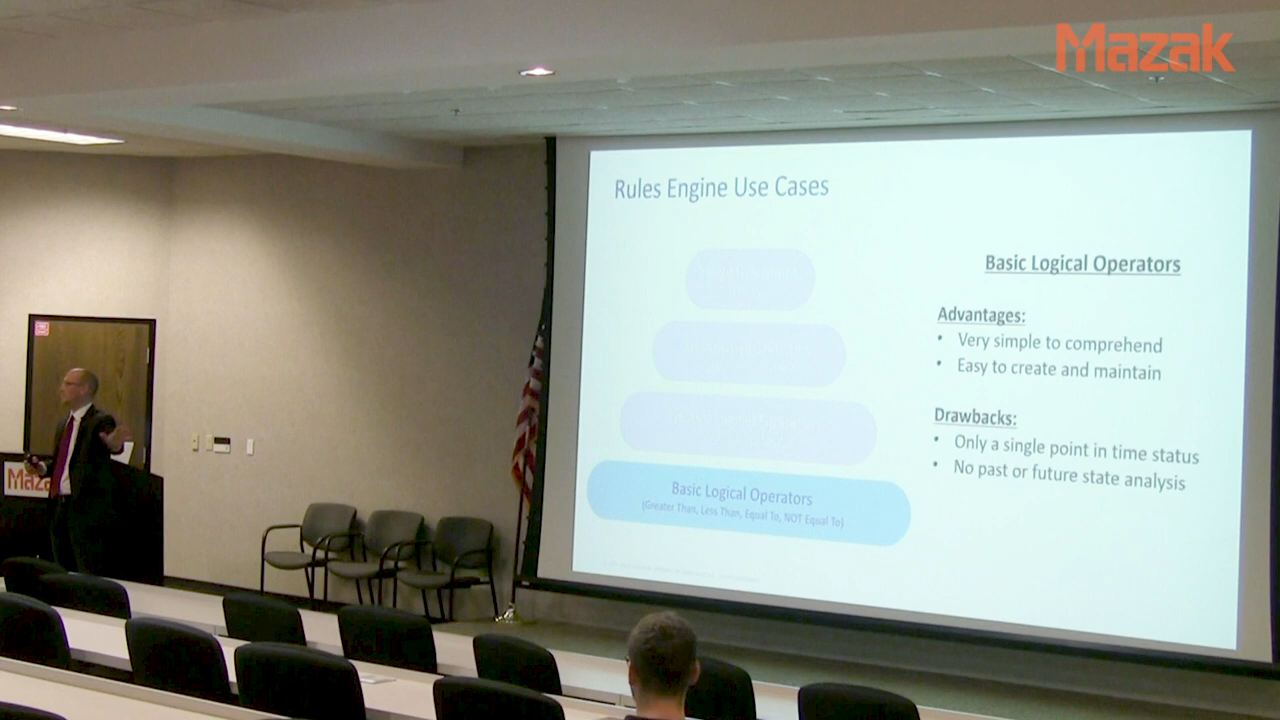 Mazak
Rules Engine Use Cases
Basic Logical Operators
Advantages:
• Very simple to comprehend
• Easy to create and maintain
Drawbacks:
• Only a single point in time status
• No past or future state analysis
Basic Logical Operators
(Greater Than, Less Than, Equal To, NOT Equal To)
Maza